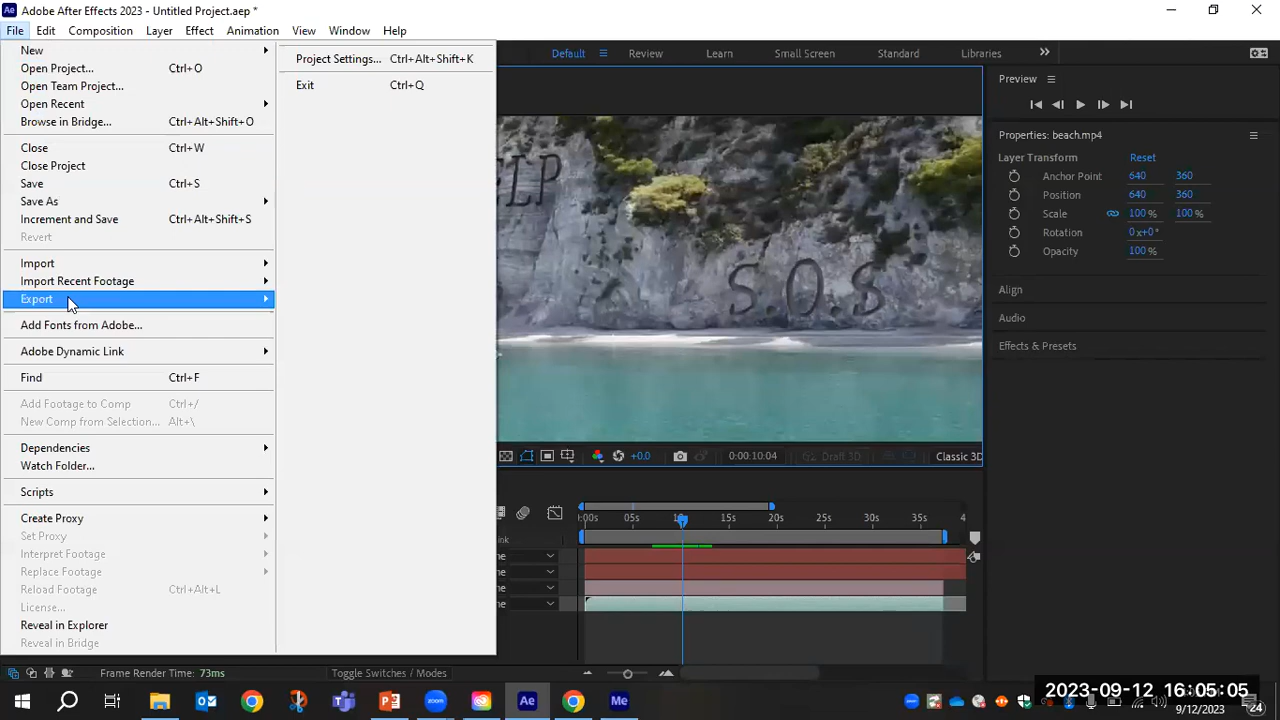 Adobe After Effects 2023 - Untitled Project.aep *
File Edit Composition Layer Effect Animation View Window Help
Default Review Learn Small Screen Standard Libraries
New
Open Project... Ctrl+O
Open Team Project...
Open Recent
Browse in Bridge... Ctrl+Alt+Shift+O
Close Ctrl+W
Close Project
Save Ctrl+S
Save As
Increment and Save Ctrl+Alt+Shift+S
Revert
Import
Import Recent Footage
Export
Add Fonts from Adobe...
Adobe Dynamic Link
Find Ctrl+F
Add Footage to Comp Ctrl+/
New Comp from Selection... Alt+\
Dependencies
Watch Folder...
Scripts
Create Proxy
Set Proxy
Interpret Footage
Replace Footage
Reload Footage Ctrl+Alt+L
License...
Reveal in Explorer
Reveal in Bridge
Project Settings... Ctrl+Alt+Shift+K
Exit Ctrl+Q
S.O.S
+0.0 0:00:10:04 Draft 3D Classic 3D
Preview
Properties: beach.mp4
Layer Transform Reset
Anchor Point 640 360
Position 640 360
Scale 100 % 100 %
Rotation 0x+0°
Opacity 100 %
Align
Audio
Effects & Presets
:00s 05s 10s 15s 20s 25s 30s 35s 4
Frame Render Time: 73ms Toggle Switches / Modes
2023-09-12 16:05:05
9/12/2023 24